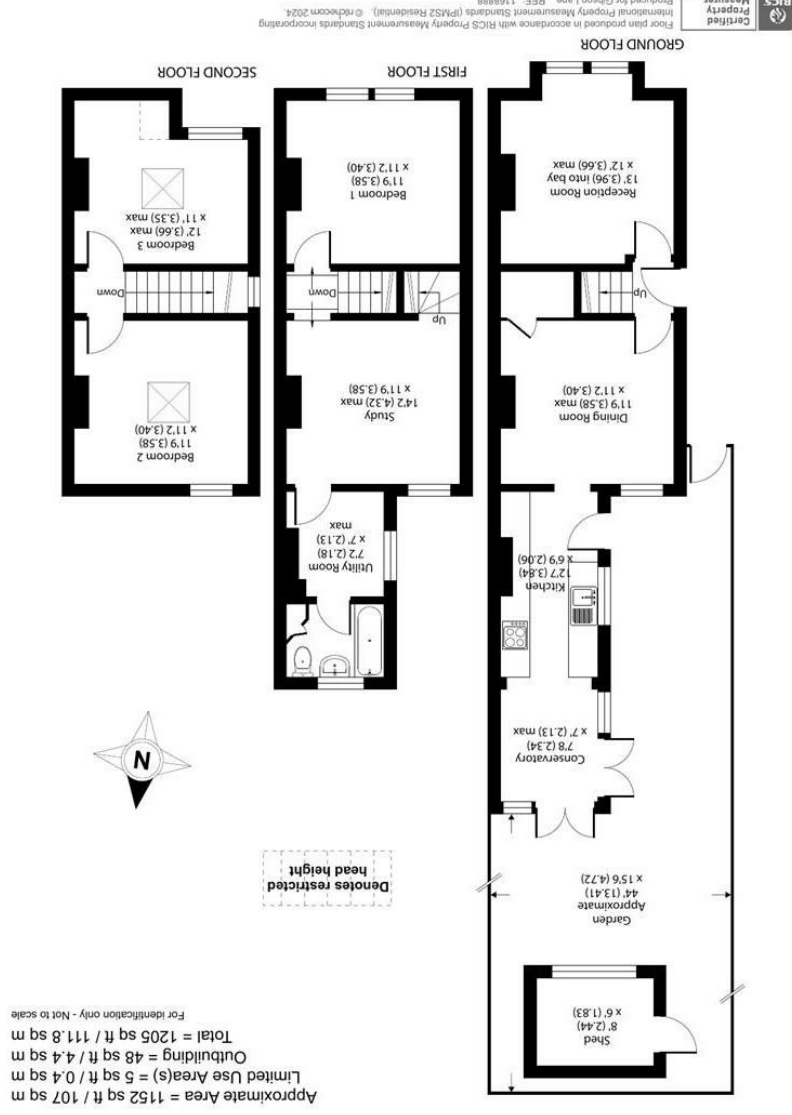 Approximate Area = 1152 sq ft / 107 sq m
Limited Use Area(s) = 5 sq ft / 0.4 sq m
Outbuilding = 48 sq ft / 4.4 sq m
Total = 1205 sq ft / 111.8 sq m
For identification only - Not to scale
Shed
8' (2.44)
x 6' (1.83)
Garden
Approximate
44' (13.41)
x 15'6 (4.72)
Denotes restricted
head height
N
Conservatory
7'8 (2.34)
x 7' (2.13) max
Kitchen
12'7 (3.84)
x 6'9 (2.06)
Dining Room
11'9 (3.58) max
x 11'2 (3.40)
Up
Reception Room
13' (3.96) into bay
x 12' (3.66) max
GROUND FLOOR
Utility Room
7'2 (2.18)
x 7' (2.13)
max
Study
14'2 (4.32) max
x 11'9 (3.58)
Up
Down
Bedroom 1
11'9 (3.58)
x 11'2 (3.40)
FIRST FLOOR
Bedroom 2
11'9 (3.58)
x 11'2 (3.40)
Down
Bedroom 3
12' (3.66) max
x 11' (3.35) max
SECOND FLOOR
Floor plan produced in accordance with RICS Property Measurement Standards incorporating
International Property Measurement Standards (IPMS2 Residential). © nichecom 2024.
Produced for Gibson Lane. REF: 1168888
Certified
Property
Measurer
RICS